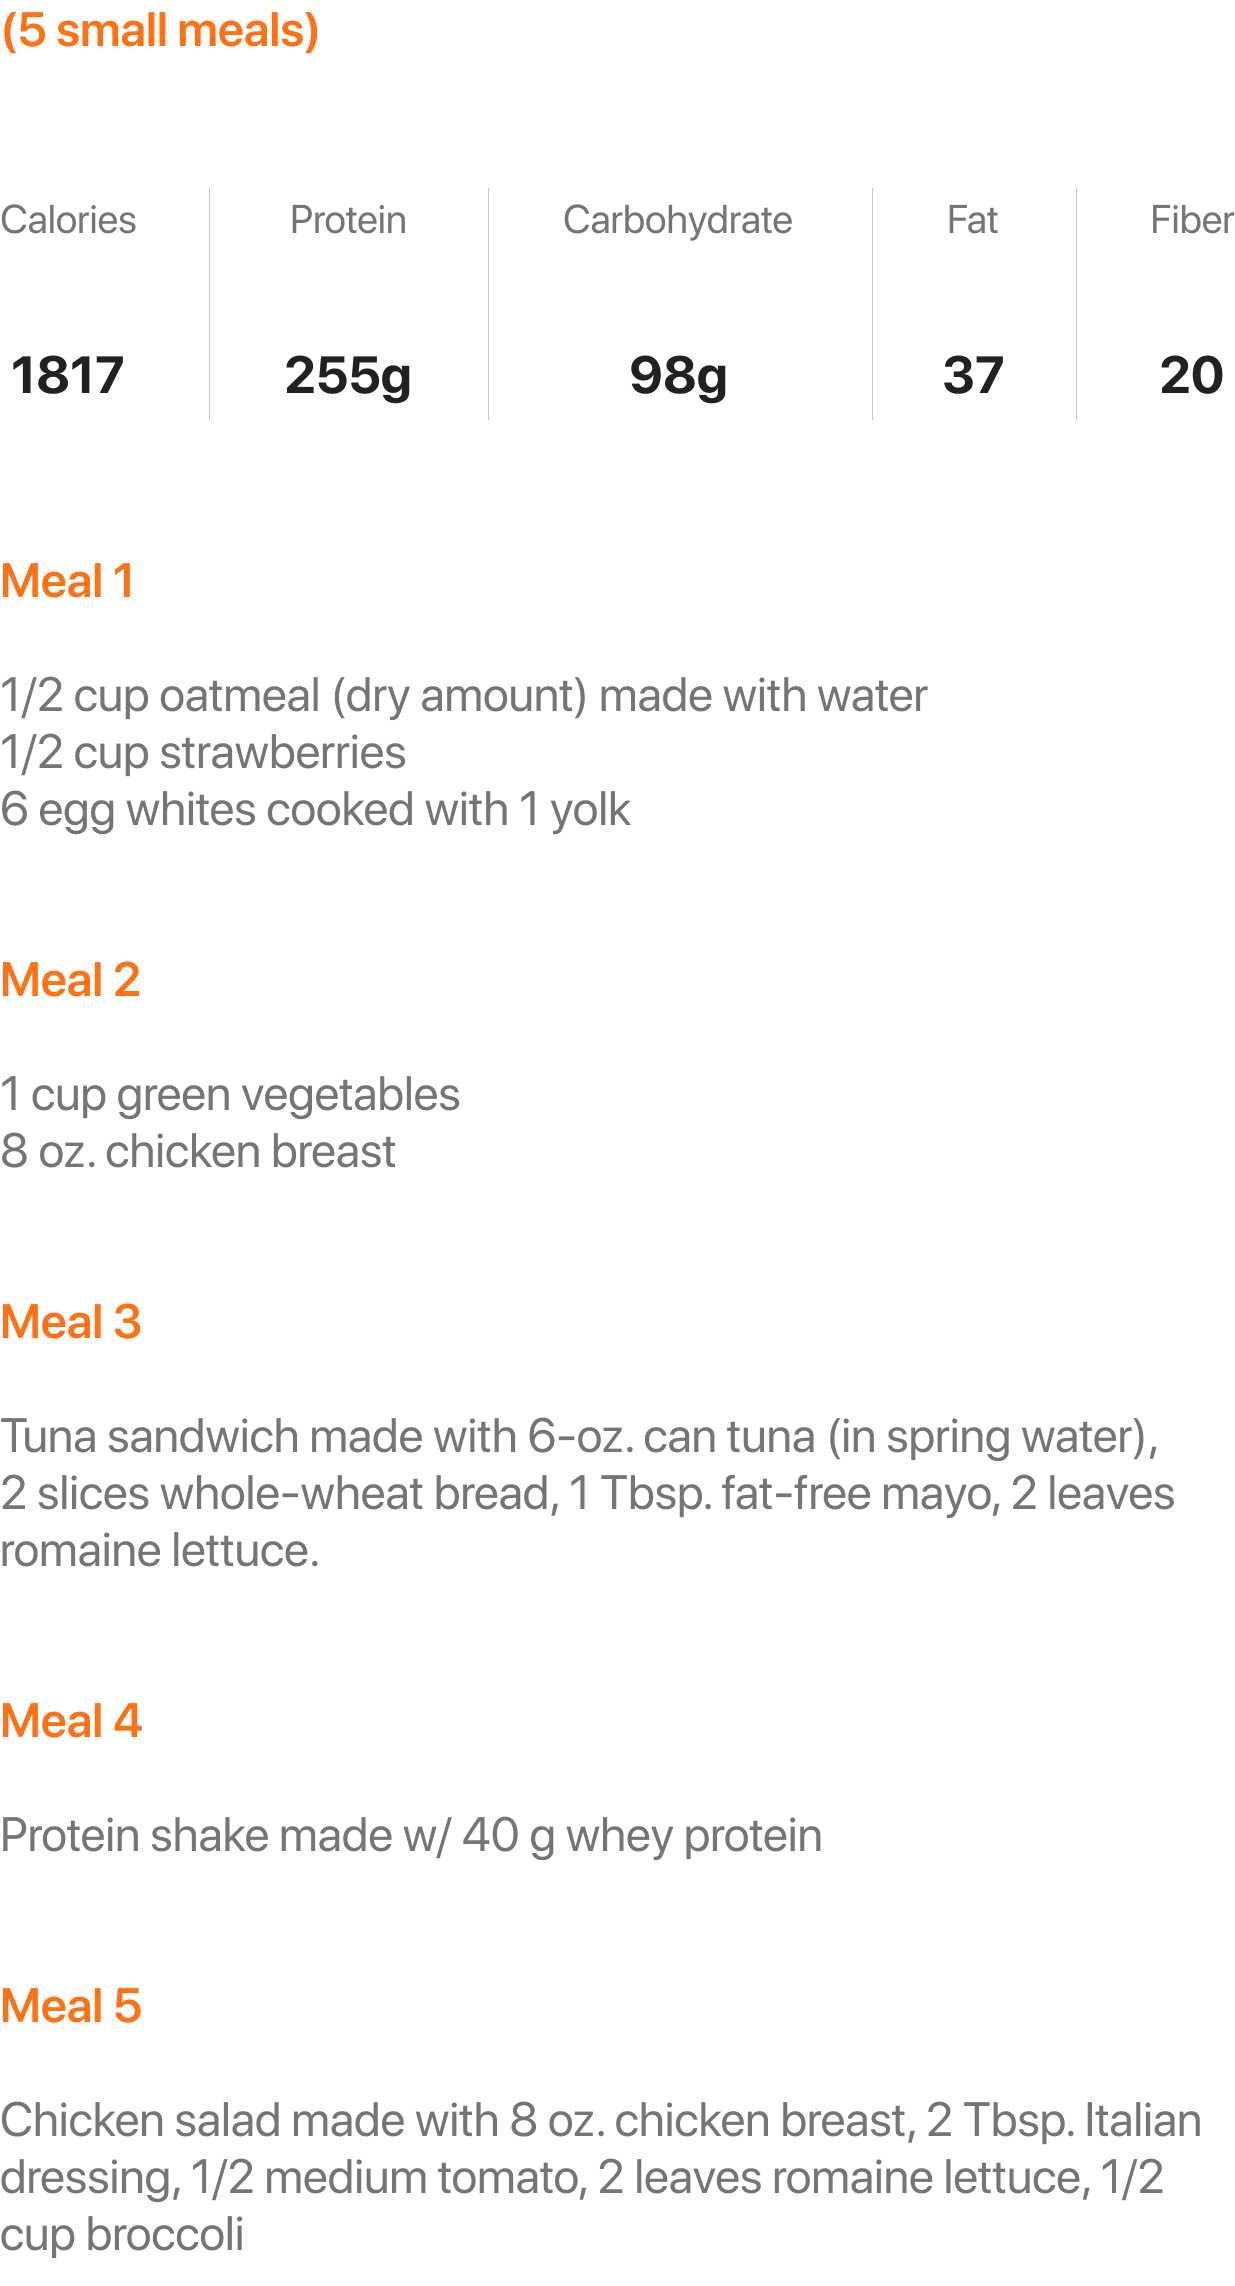 (5 small meals)
Calories Protein Carbohydrate Fat Fiber
1817 255g 98g 37 20
Meal 1
1/2 cup oatmeal (dry amount) made with water
1/2 cup strawberries
6 egg whites cooked with 1 yolk
Meal 2
1 cup green vegetables
8 oz. chicken breast
Meal 3
Tuna sandwich made with 6-oz. can tuna (in spring water),
2 slices whole-wheat bread, 1 Tbsp. fat-free mayo, 2 leaves
romaine lettuce.
Meal 4
Protein shake made w/ 40 g whey protein
Meal 5
Chicken salad made with 8 oz. chicken breast, 2 Tbsp. Italian
dressing, 1/2 medium tomato, 2 leaves romaine lettuce, 1/2
cup broccoli